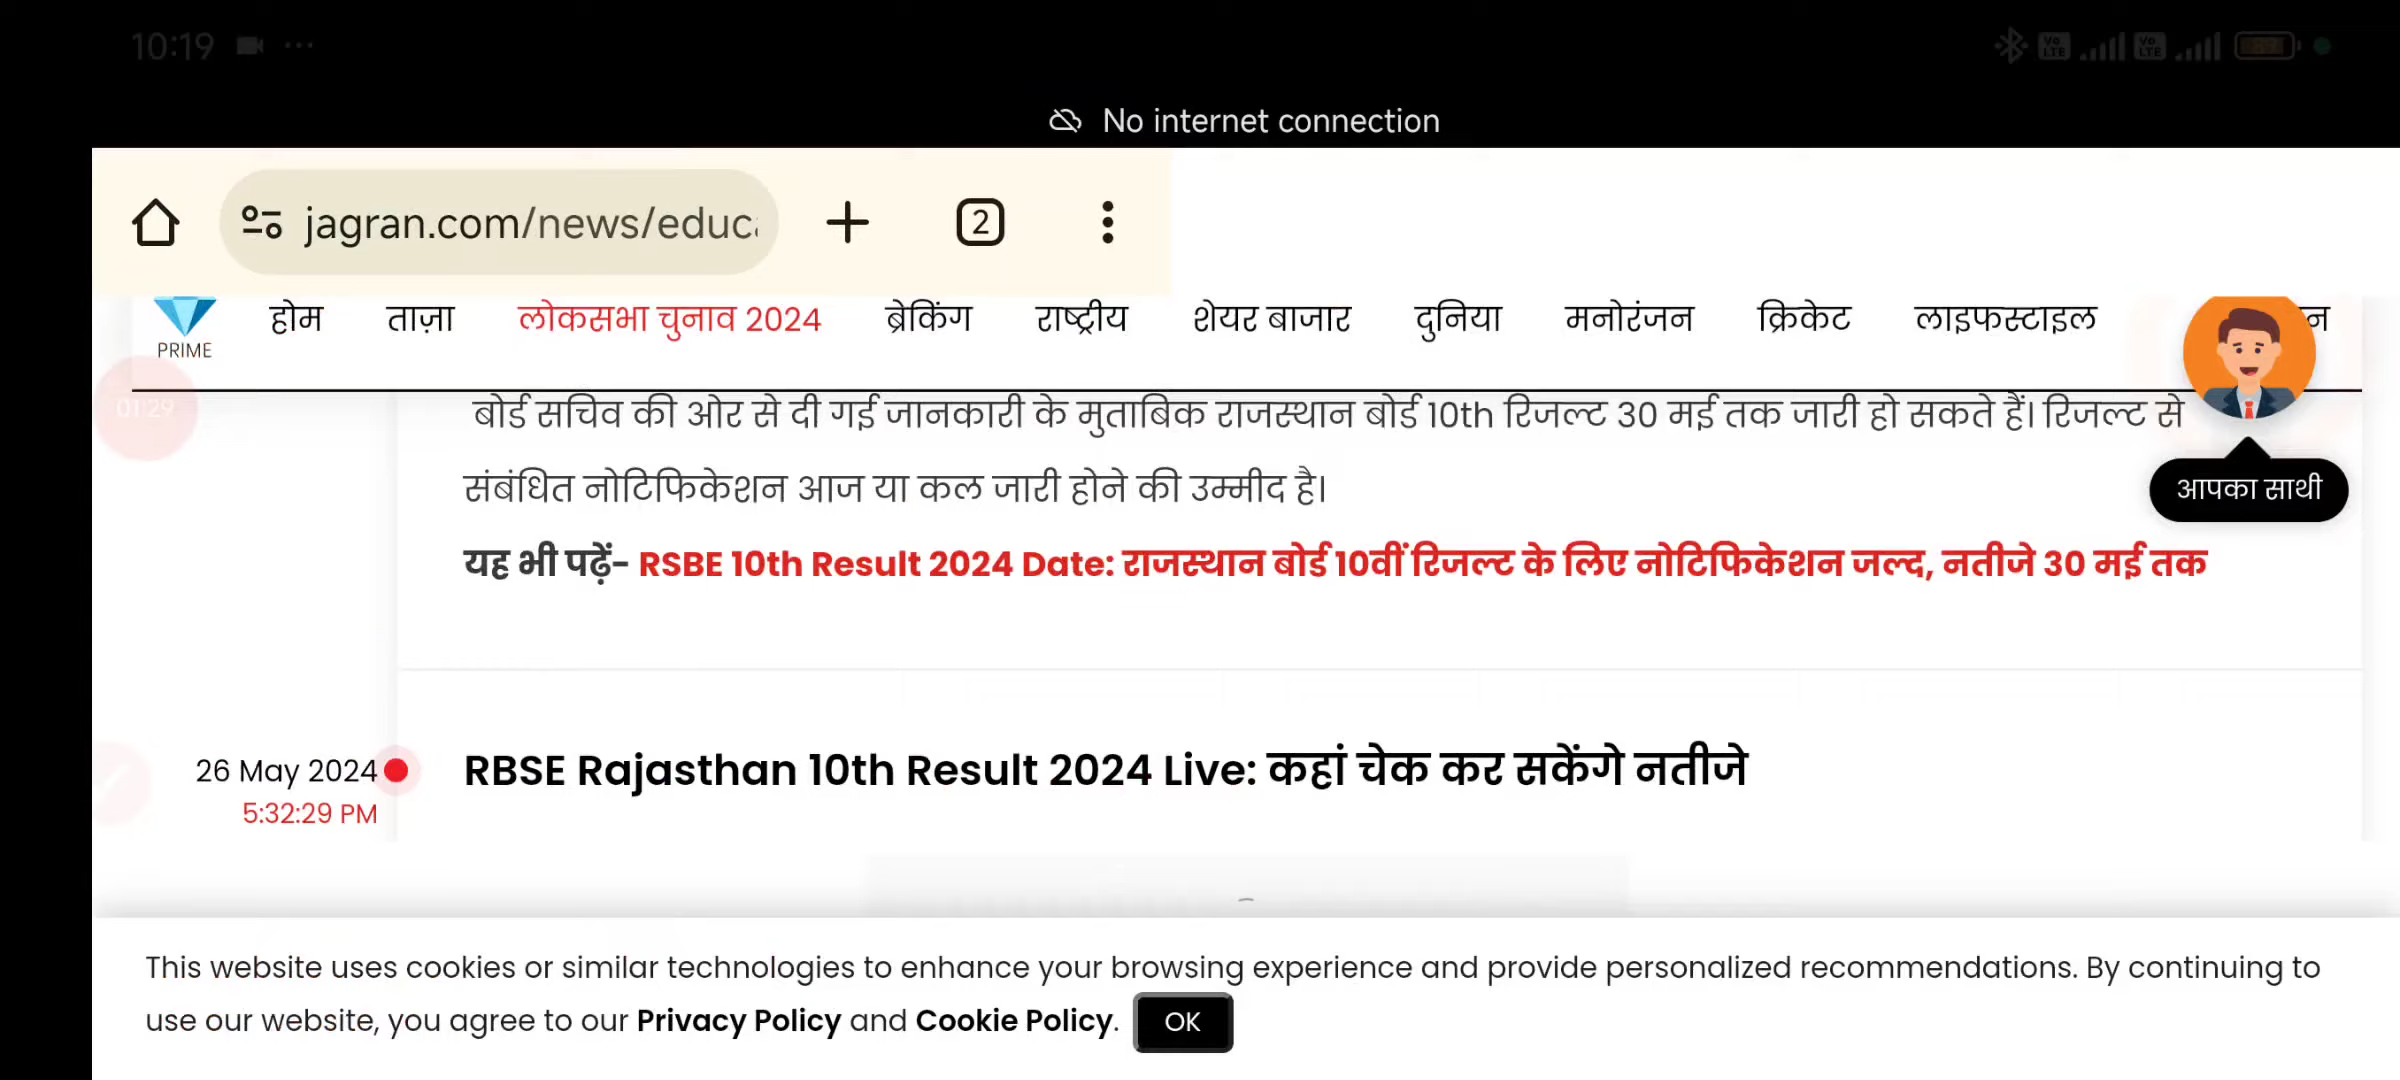 10:19
No internet connection
jagran.com/news/educ
2
होम ताज़ा लोकसभा चुनाव 2024 ब्रेकिंग राष्ट्रीय शेयर बाजार दुनिया मनोरंजन क्रिकेट लाइफस्टाइल
PRIME
01:29
बोर्ड सचिव की ओर से दी गई जानकारी के मुताबिक राजस्थान बोर्ड 10th रिजल्ट 30 मई तक जारी हो सकते हैं। रिजल्ट से
संबंधित नोटिफिकेशन आज या कल जारी होने की उम्मीद है।
आपका साथी
यह भी पढ़ें- RSBE 10th Result 2024 Date: राजस्थान बोर्ड 10वीं रिजल्ट के लिए नोटिफिकेशन जल्द, नतीजे 30 मई तक
26 May 2024
5:32:29 PM
RBSE Rajasthan 10th Result 2024 Live: कहां चेक कर सकेंगे नतीजे
This website uses cookies or similar technologies to enhance your browsing experience and provide personalized recommendations. By continuing to
use our website, you agree to our Privacy Policy and Cookie Policy. OK